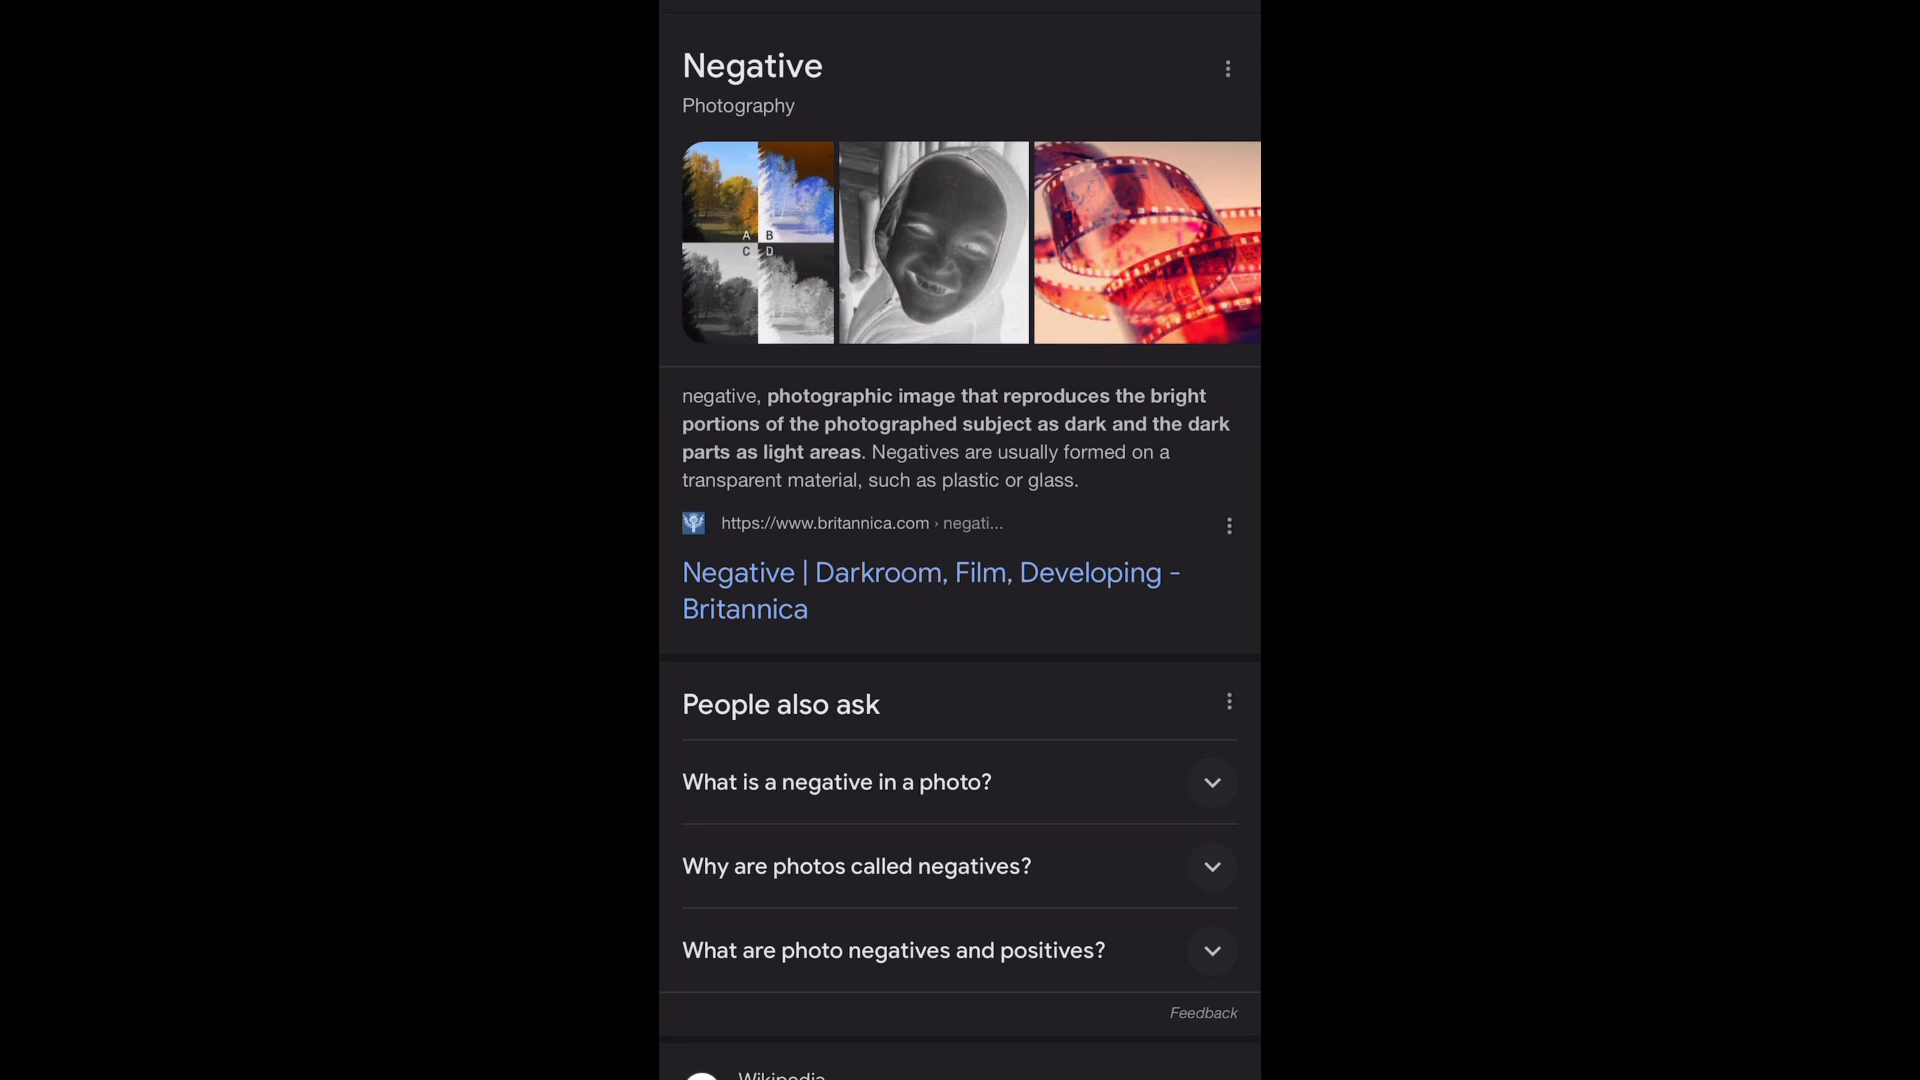 Negative
Photography
A B
C D
negative, photographic image that reproduces the bright
portions of the photographed subject as dark and the dark
parts as light areas. Negatives are usually formed on a
transparent material, such as plastic or glass.
https://www.britannica.com › negati...
Negative | Darkroom, Film, Developing -
Britannica
People also ask
What is a negative in a photo?
Why are photos called negatives?
What are photo negatives and positives?
Feedback
Wikipedia